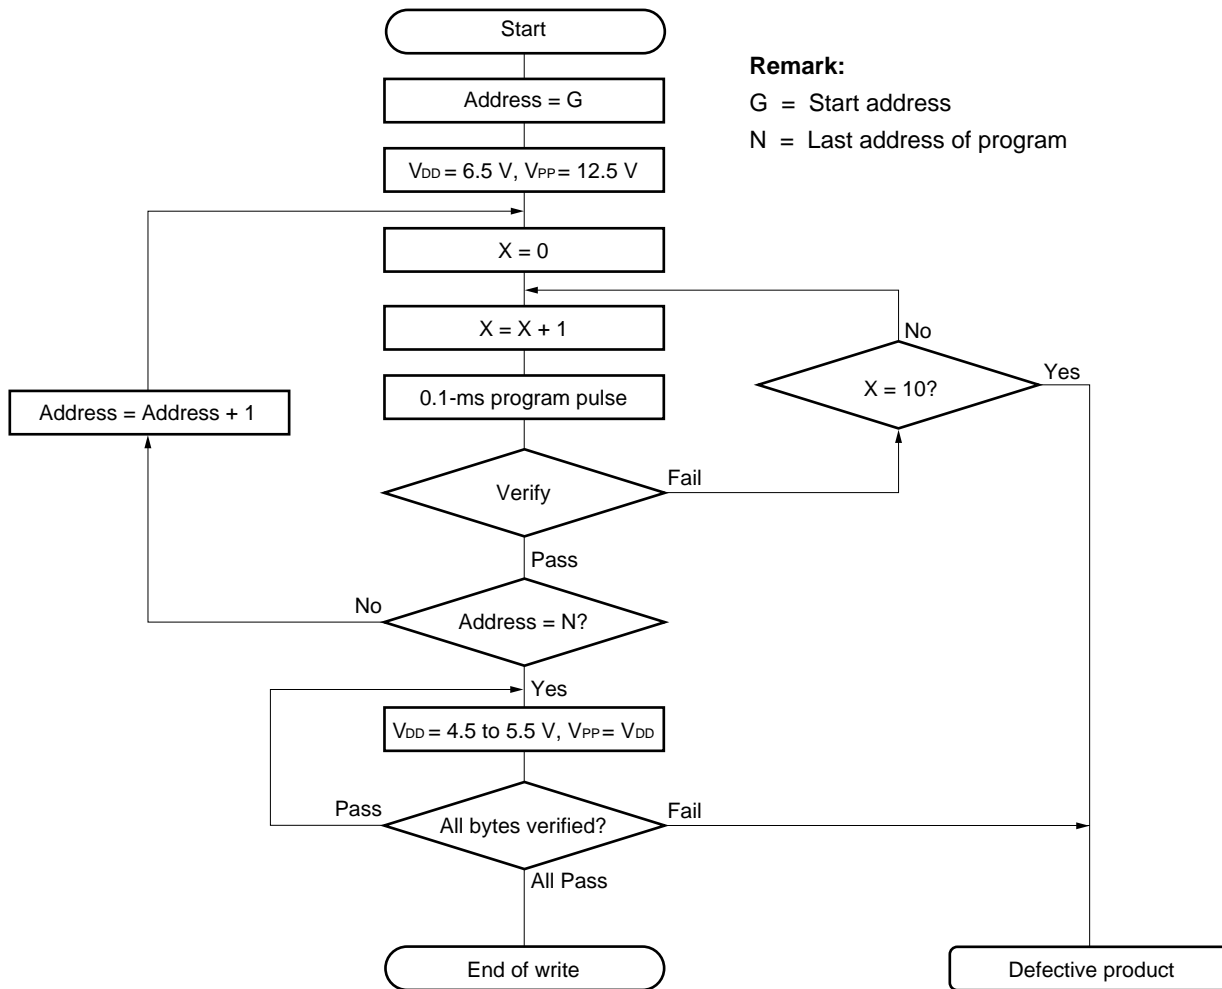 Start
Remark:
G = Start address
N = Last address of program
Address = G
VDD = 6.5 V, VPP = 12.5 V
X = 0
X = X + 1
No
X = 10?
Yes
Address = Address + 1
0.1-ms program pulse
Verify
Fail
Pass
No
Address = N?
Yes
VDD = 4.5 to 5.5 V, VPP = VDD
Pass
All bytes verified?
Fail
All Pass
End of write
Defective product